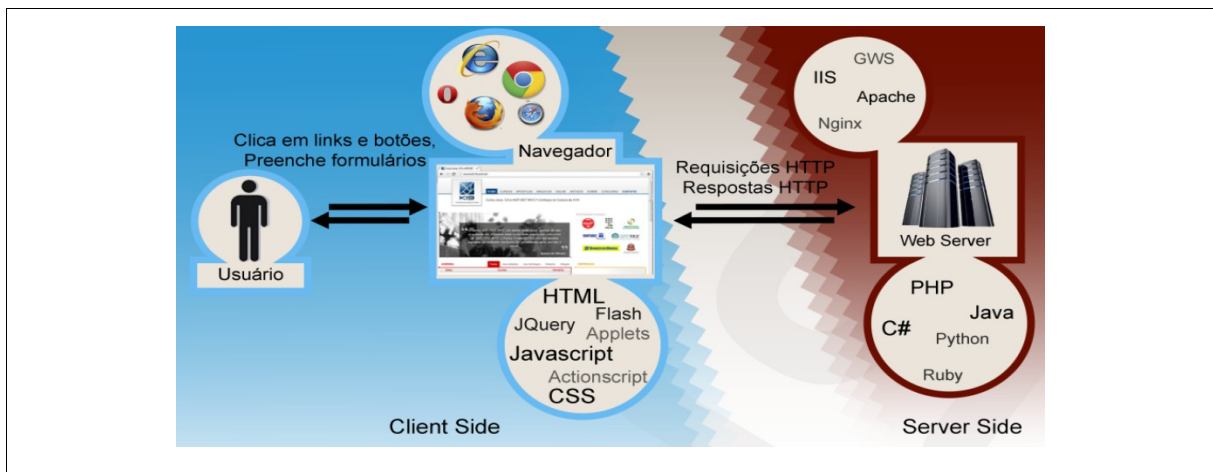 Clica em links e botões,
Preenche formulários
Usuário
Navegador
HTML
Flash
JQuery
Applets
Javascript
Actionscript
CSS
Client Side
Requisições HTTP
Respostas HTTP
GWS
IIS
Apache
Nginx
Web Server
PHP
Java
C#
Python
Ruby
Server Side